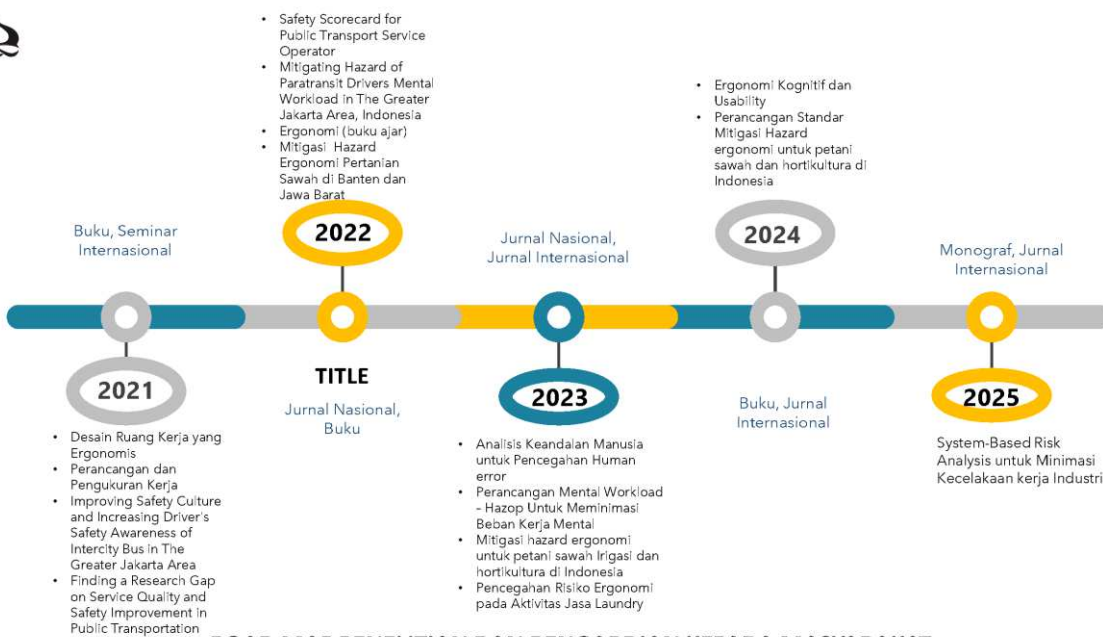 • Safety Scorecard for
Public Transport Service
Operator
• Mitigating Hazard of
Paratransit Drivers Mental
Workload in The Greater
Jakarta Area, Indonesia
• Ergonomi (buku ajar)
• Mitigasi Hazard
Ergonomi Pertanian
Sawah di Banten dan
Jawa Barat
• Ergonomi Kognitif dan
Usability
• Perancangan Standar
Mitigasi Hazard
ergonomi untuk petani
sawah dan hortikultura di
Indonesia
Buku, Seminar
Internasional
2022
Jurnal Nasional,
Jurnal Internasional
2024
Monograf, Jurnal
Internasional
2021
TITLE
Jurnal Nasional,
Buku
2023
Buku, Jurnal
Internasional
2025
• Desain Ruang Kerja yang
Ergonomis
• Perancangan dan
Pengukuran Kerja
• Improving Safety Culture
and Increasing Driver's
Safety Awareness of
Intercity Bus in The
Greater Jakarta Area
• Finding a Research Gap
on Service Quality and
Safety Improvement in
Public Transportation
• Analisis Keandalan Manusia
untuk Pencegahan Human
error
• Perancangan Mental Workload
- Hazop Untuk Meminimasi
Beban Kerja Mental
• Mitigasi hazard ergonomi
untuk petani sawah Irigasi dan
hortikultura di Indonesia
• Pencegahan Risiko Ergonomi
pada Aktivitas Jasa Laundry
System-Based Risk
Analysis untuk Minimasi
Kecelakaan kerja Industri